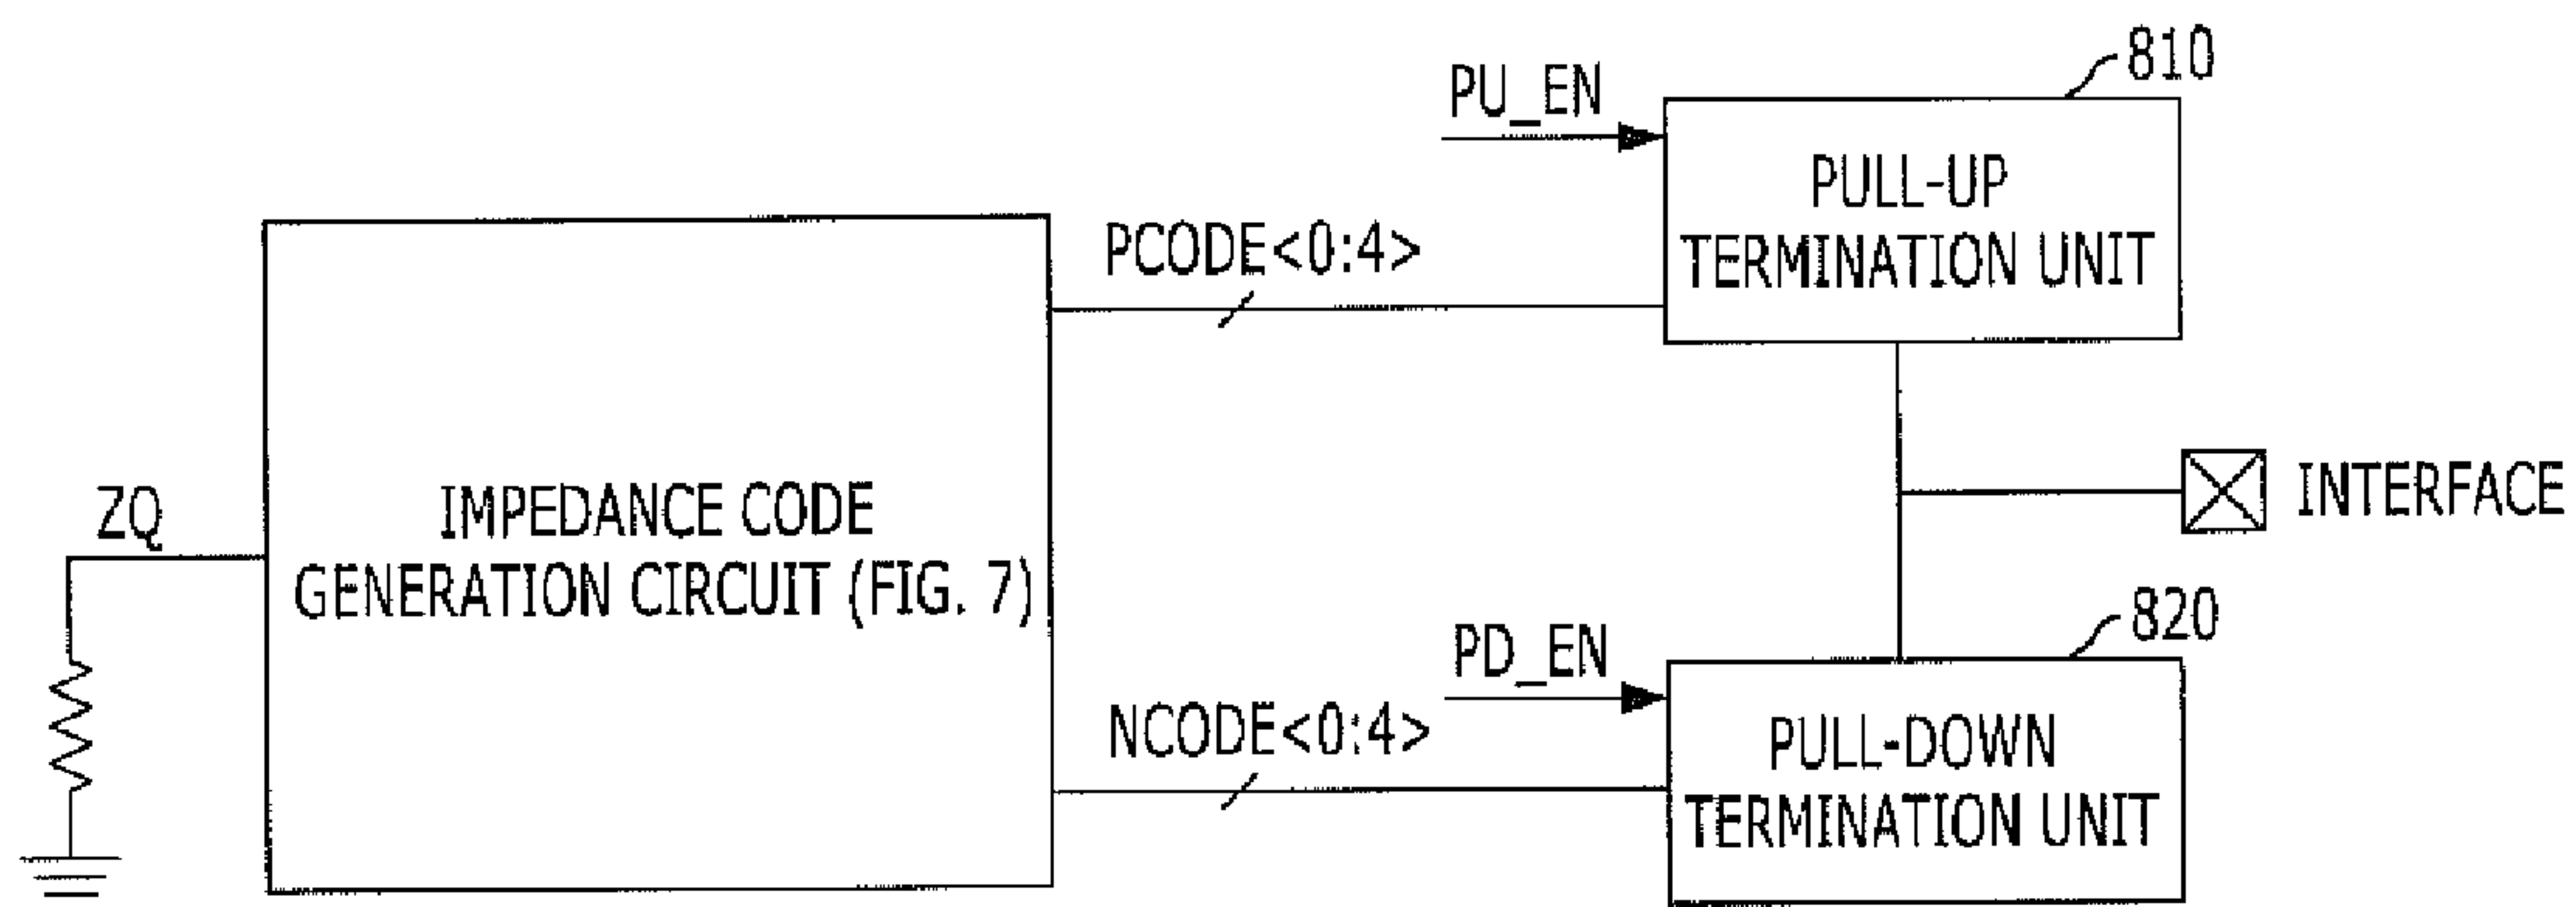 810
PU_EN
PULL-UP
TERMINATION UNIT
PCODE<0:4>
ZQ
IMPEDANCE CODE
GENERATION CIRCUIT (FIG. 7)
INTERFACE
820
PD_EN
NCODE<0:4>
PULL-DOWN
TERMINATION UNIT